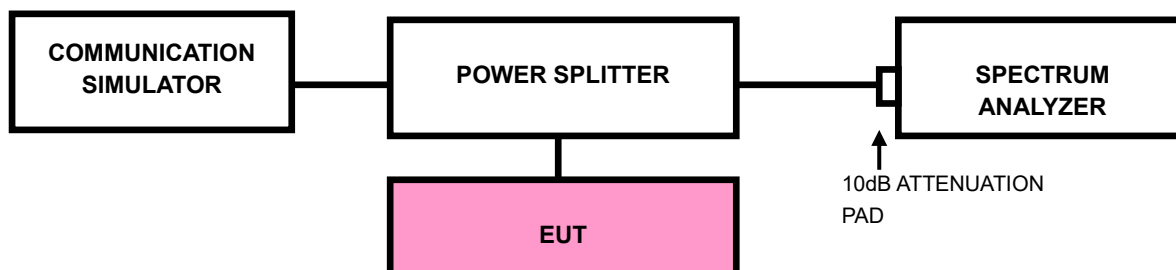 COMMUNICATION
SIMULATOR
POWER SPLITTER
SPECTRUM
ANALYZER
10dB ATTENUATION
PAD
EUT